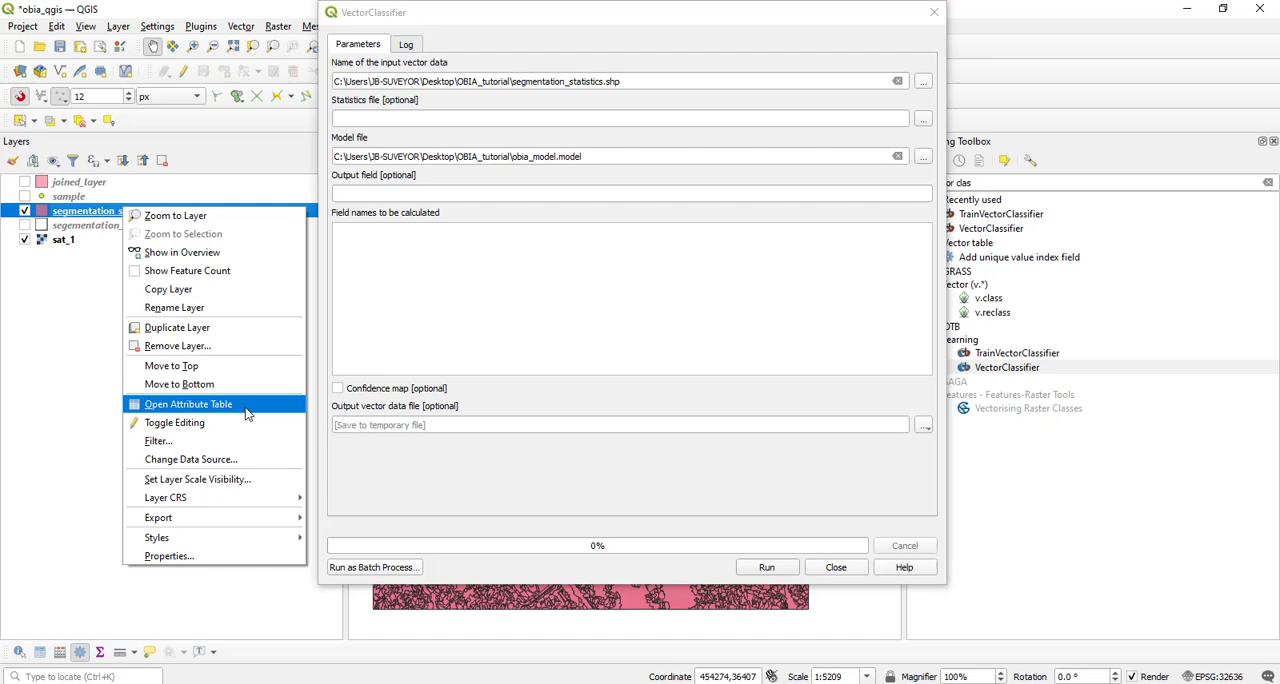 *obia_qgis — QGIS
Project Edit View Layer Settings Plugins Vector Raster
12 px
Layers
joined_layer
sample
segmentation_s
segementation_
sat_1
Zoom to Layer
Zoom to Selection
Show in Overview
Show Feature Count
Copy Layer
Rename Layer
Duplicate Layer
Remove Layer...
Move to Top
Move to Bottom
Open Attribute Table
Toggle Editing
Filter...
Change Data Source...
Set Layer Scale Visibility...
Layer CRS
Export
Styles
Properties...
VectorClassifier
Parameters Log
Name of the input vector data
C:\Users\JB-SUVEYOR\Desktop\OBIA_tutorial\segmentation_statistics.shp
...
Statistics file [optional]
...
Model file
C:\Users\JB-SUVEYOR\Desktop\OBIA_tutorial\obia_model.model
...
Output field [optional]
Field names to be calculated
Confidence map [optional]
Output vector data file [optional]
[Save to temporary file]
...
0% Cancel
Run as Batch Process... Run Close Help
ng Toolbox
or clas
ecently used
TrainVectorClassifier
VectorClassifier
ector table
Add unique value index field
GRASS
ector (v.*)
v.class
v.reclass
OTB
earning
TrainVectorClassifier
VectorClassifier
AGA
eatures - Features-Raster Tools
Vectorising Raster Classes
Type to locate (Ctrl+K) Coordinate 454274,36407 Scale 1:5209 Magnifier 100% Rotation 0.0 ° Render EPSG:32636